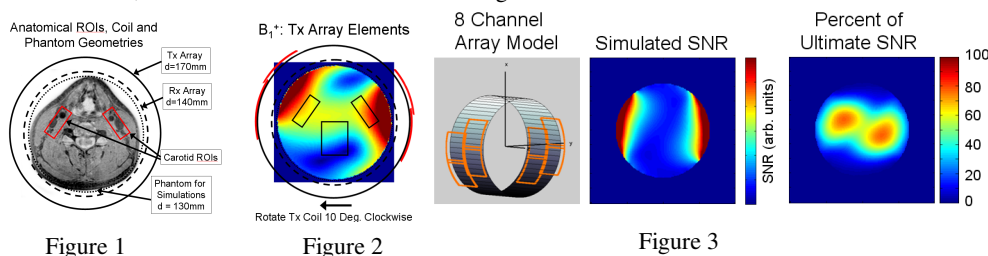 Anatomical ROIs, Coil and
Phantom Geometries
Tx Array
d=170mm
Rx Array
d=140mm
Carotid ROIs
Phantom for
Simulations
d = 130mm
Figure 1
B₁⁺: Tx Array Elements
Rotate Tx Coil 10 Deg. Clockwise
Figure 2
8 Channel
Array Model
x
y
Simulated SNR
SNR (arb. units)
Percent of
Ultimate SNR
100
80
60
40
20
0
Figure 3